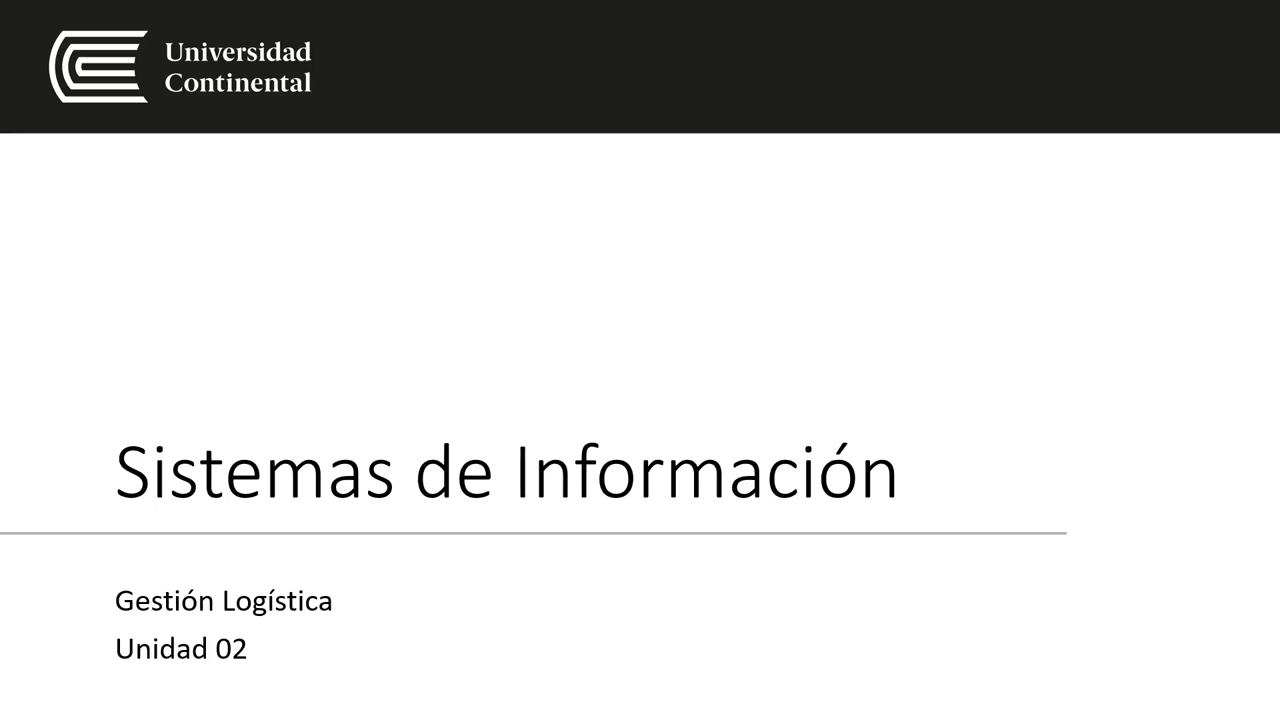 Universidad
Continental
Sistemas de Información
Gestión Logística
Unidad 02